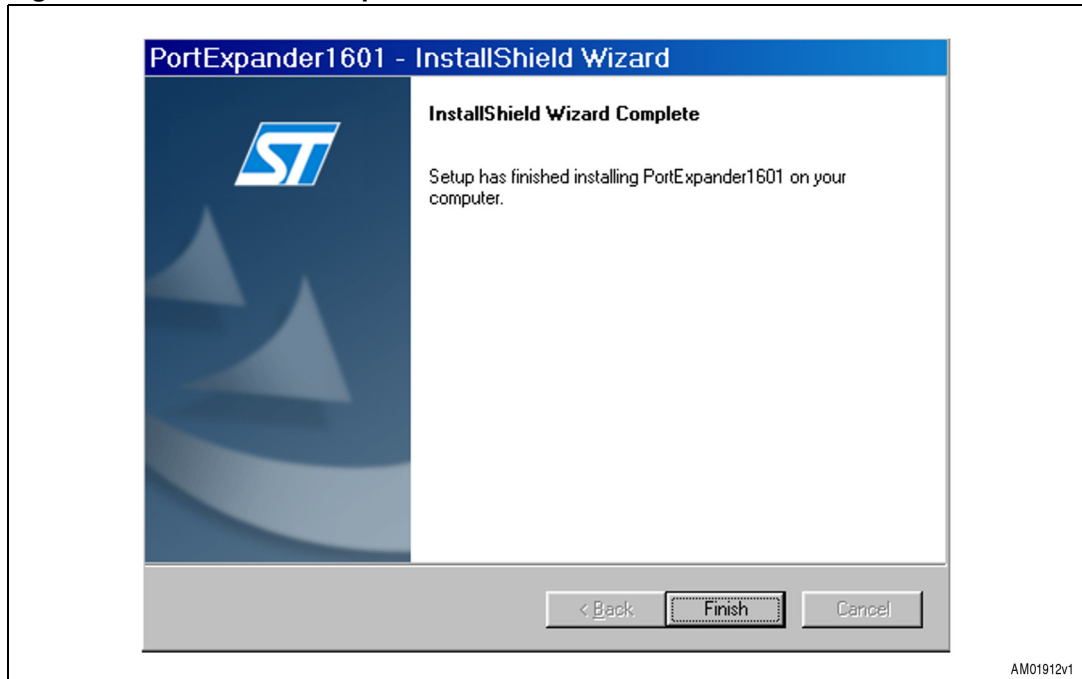 PortExpander1601 - InstallShield Wizard
ST
InstallShield Wizard Complete
Setup has finished installing PortExpander1601 on your
computer.
< Back
Finish
Cancel
AM01912v1